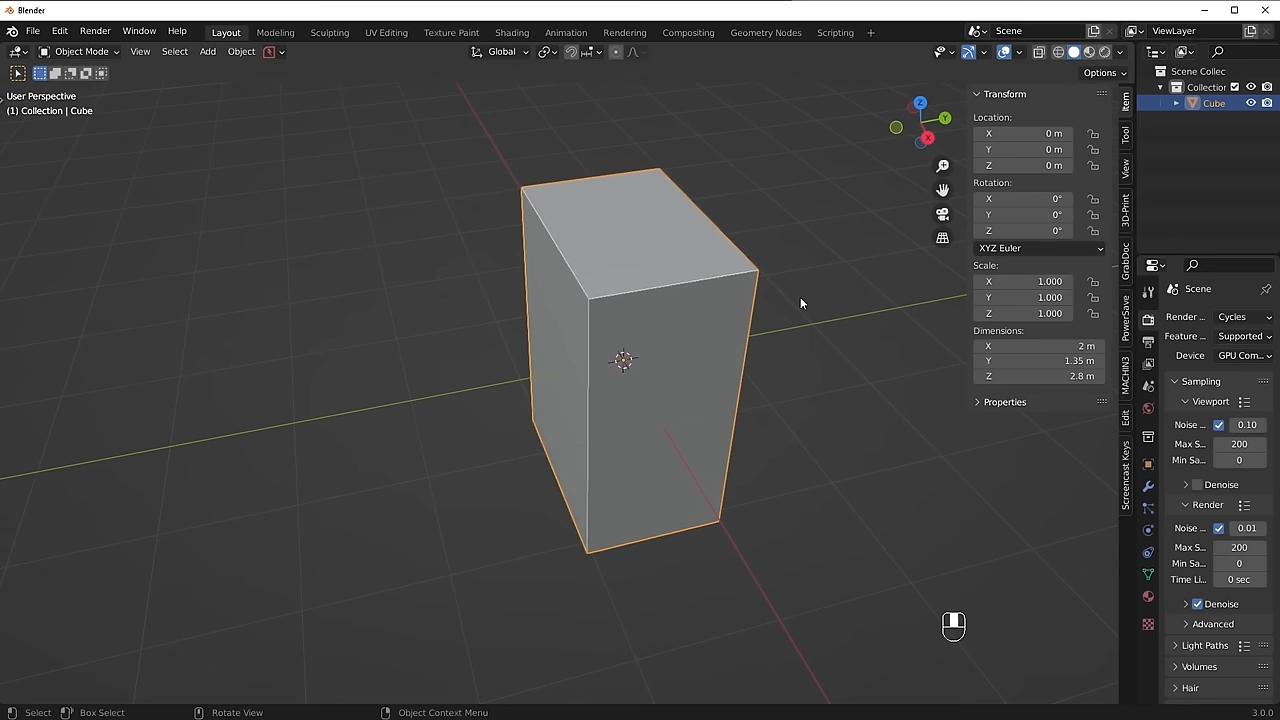 Blender
File Edit Render Window Help Layout Modeling Sculpting UV Editing Texture Paint Shading Animation Rendering Compositing Geometry Nodes Scripting + Scene ViewLayer
Object Mode View Select Add Object Global
Options
User Perspective
(1) Collection | Cube
Z
Y
X
Transform
Location:
X 0 m
Y 0 m
Z 0 m
Rotation:
X 0°
Y 0°
Z 0°
XYZ Euler
Scale:
X 1.000
Y 1.000
Z 1.000
Dimensions:
X 2 m
Y 1.35 m
Z 2.8 m
Properties
Item
Tool
View
3D-Print
GrabDoc
PowerSave
MACHIN3
Edit
Screencast Keys
Scene Collec
Collection
Cube
Scene
Render ... Cycles
Feature ... Supported
Device GPU Com...
Sampling
Viewport
Noise ... 0.10
Max S... 200
Min Sa... 0
Denoise
Render
Noise ... 0.01
Max S... 200
Min Sa... 0
Time Li... 0 sec
Denoise
Advanced
Light Paths
Volumes
Hair
Select Box Select Rotate View Object Context Menu 3.0.0